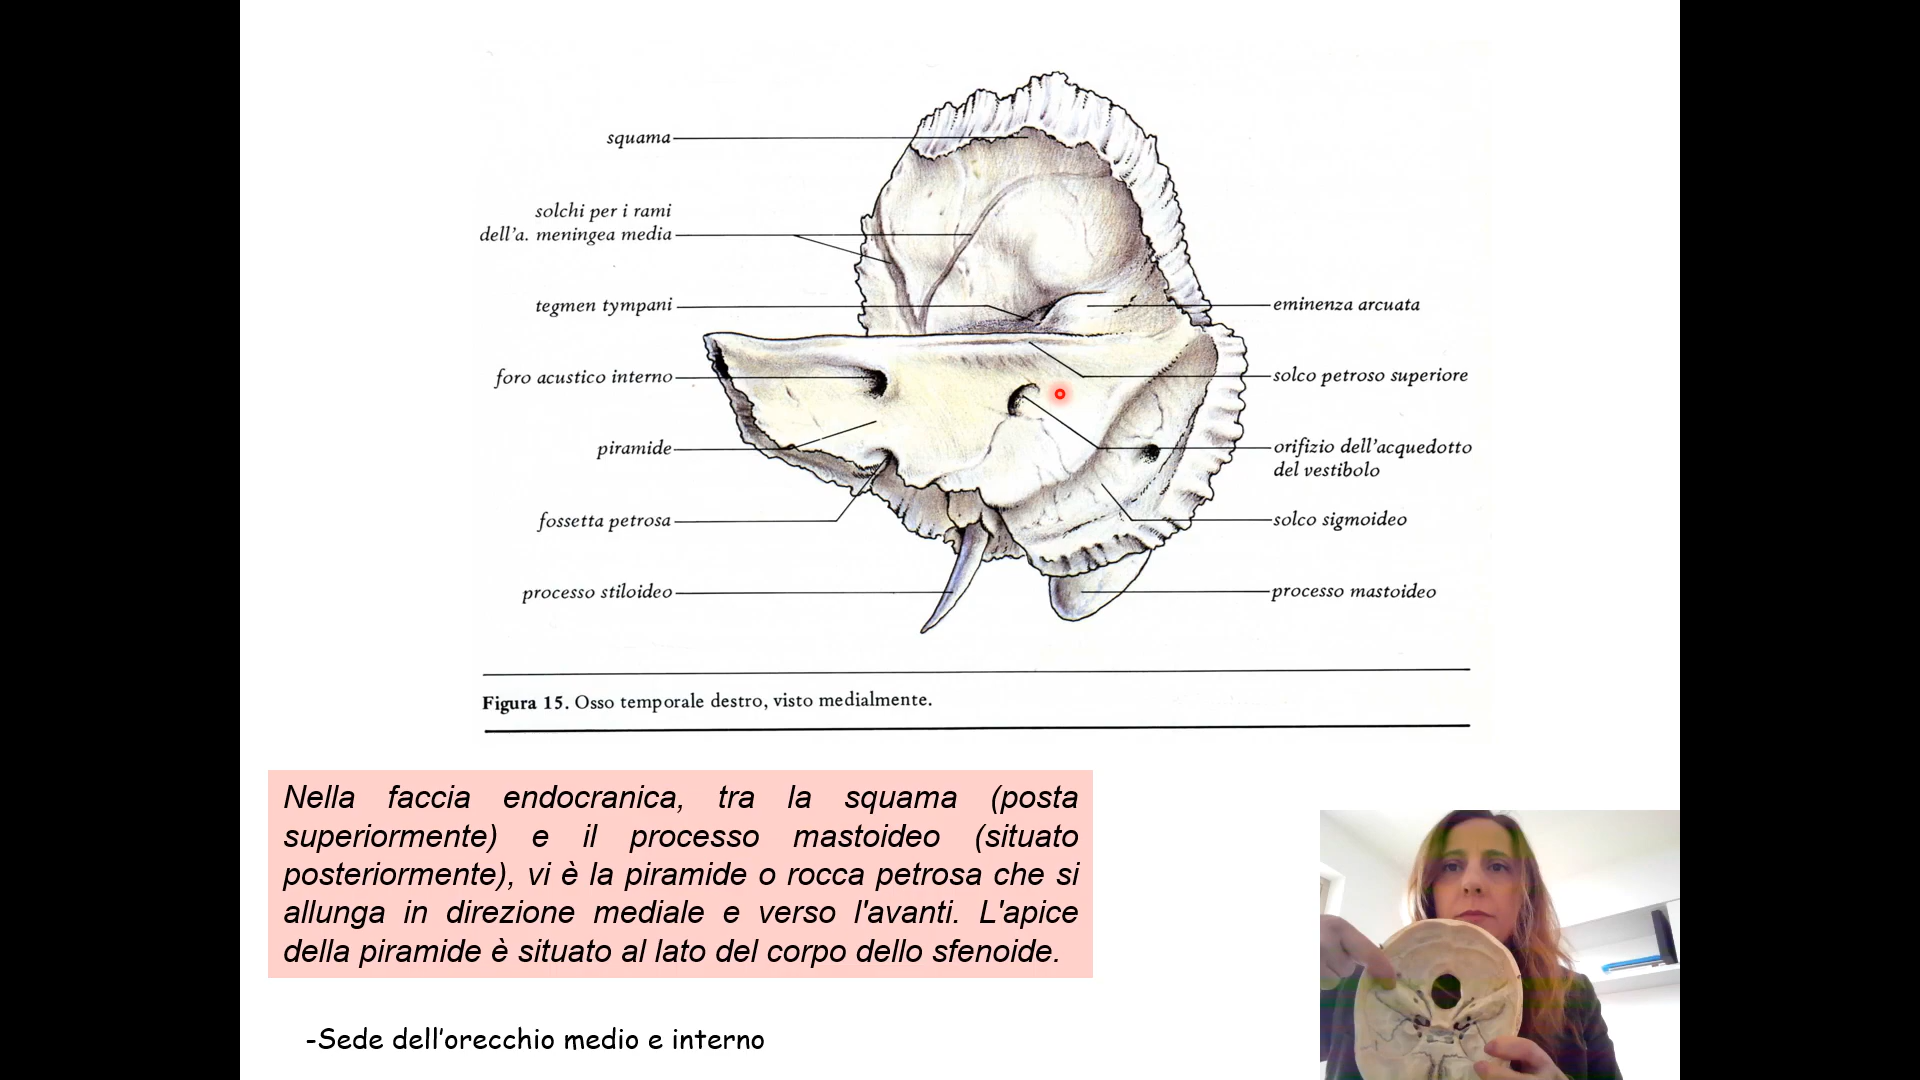 squama
solchi per i rami
dell'a. meningea media
tegmen tympani
eminenza arcuata
foro acustico interno
solco petroso superiore
piramide
orifizio dell'acquedotto
del vestibolo
fossetta petrosa
solco sigmoideo
processo stiloideo
processo mastoideo
Figura 15. Osso temporale destro, visto medialmente.
Nella faccia endocranica, tra la squama (posta
superiormente) e il processo mastoideo (situato
posteriormente), vi è la piramide o rocca petrosa che si
allunga in direzione mediale e verso l'avanti. L'apice
della piramide è situato al lato del corpo dello sfenoide.
-Sede dell'orecchio medio e interno